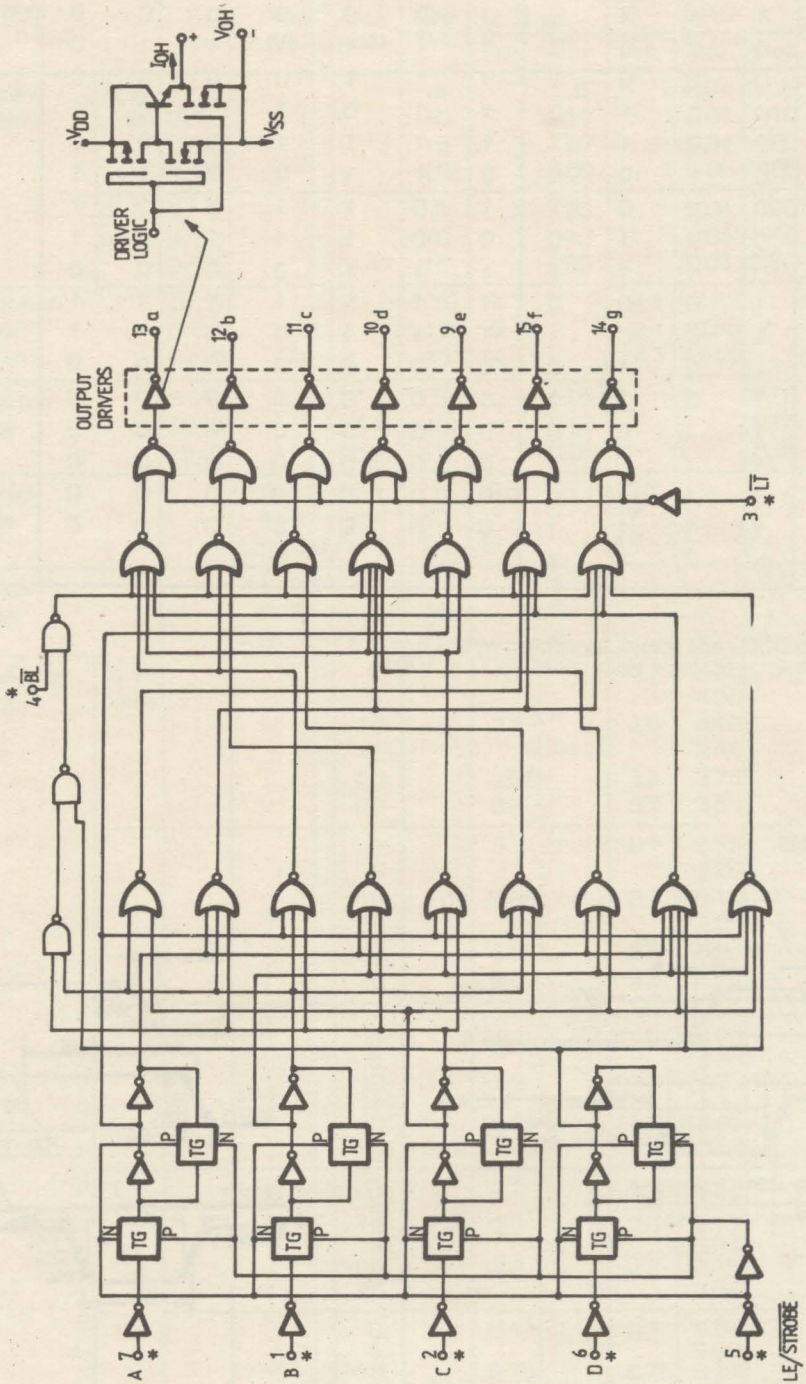 -VDD
IOH
+
VOH
-
VSS
DRIVER
LOGIC
OUTPUT
DRIVERS
13 a
12 b
11 c
10 d
9 e
15 f
14 g
* 4 BL
3 LT
*
A 7 *
B 1 *
C 2 *
D 6 *
5 *
LE/STROBE
TG N P
TG P N
TG N P
TG P N
TG N P
TG P N
TG N P
TG P N